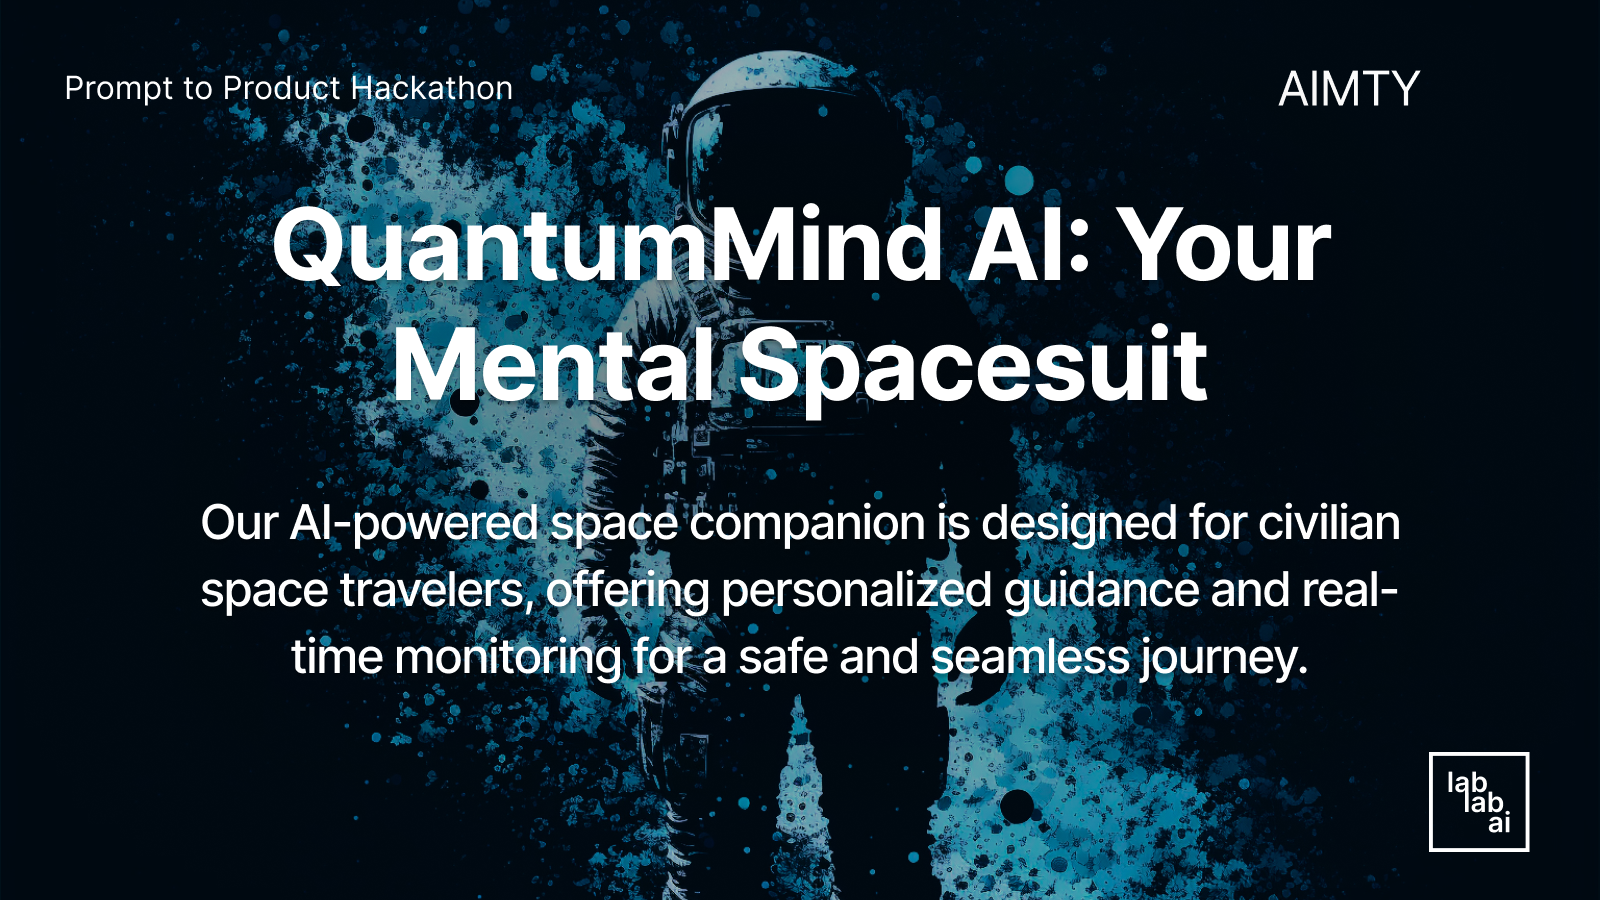 Prompt to Product Hackathon
AIMTY
QuantumMind AI: Your
Mental Spacesuit
Our AI-powered space companion is designed for civilian
space travelers, offering personalized guidance and real-
time monitoring for a safe and seamless journey.
lab
lab
ai